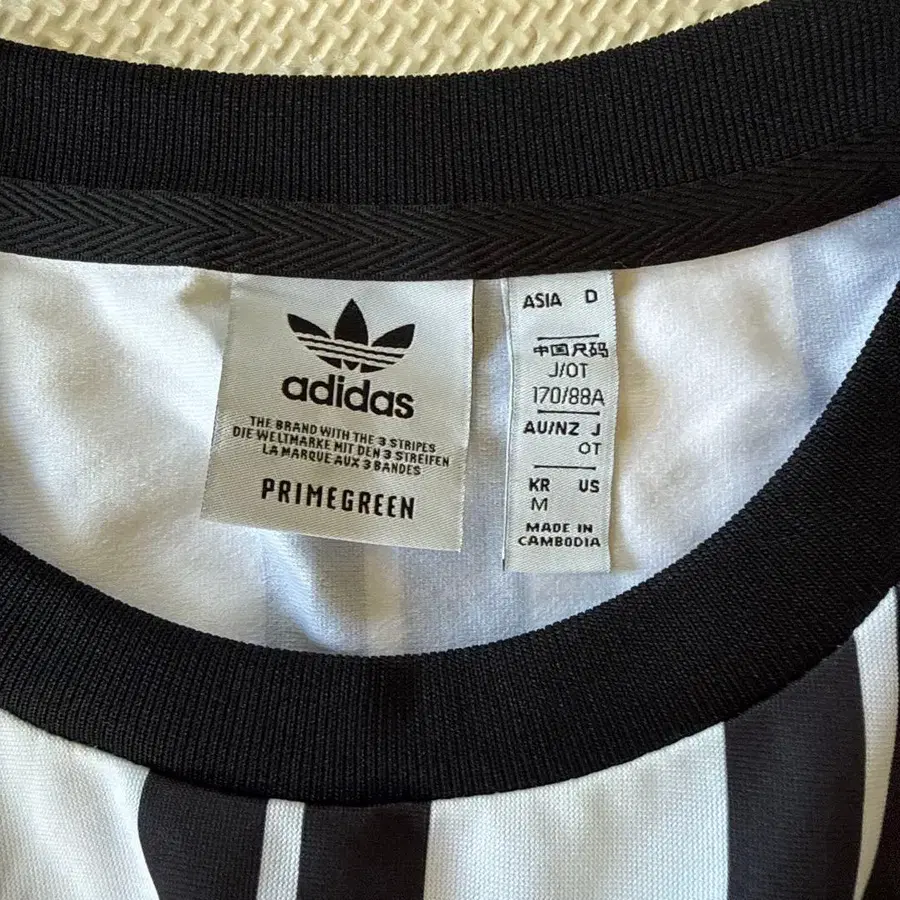 adidas
THE BRAND WITH THE 3 STRIPES
DIE WELTMARKE MIT DEN 3 STREIFEN
LA MARQUE AUX 3 BANDES
PRIMEGREEN
ASIA D
中国尺码
J/OT
170/88A
AU/NZ J
OT
KR US
M
MADE IN
CAMBODIA